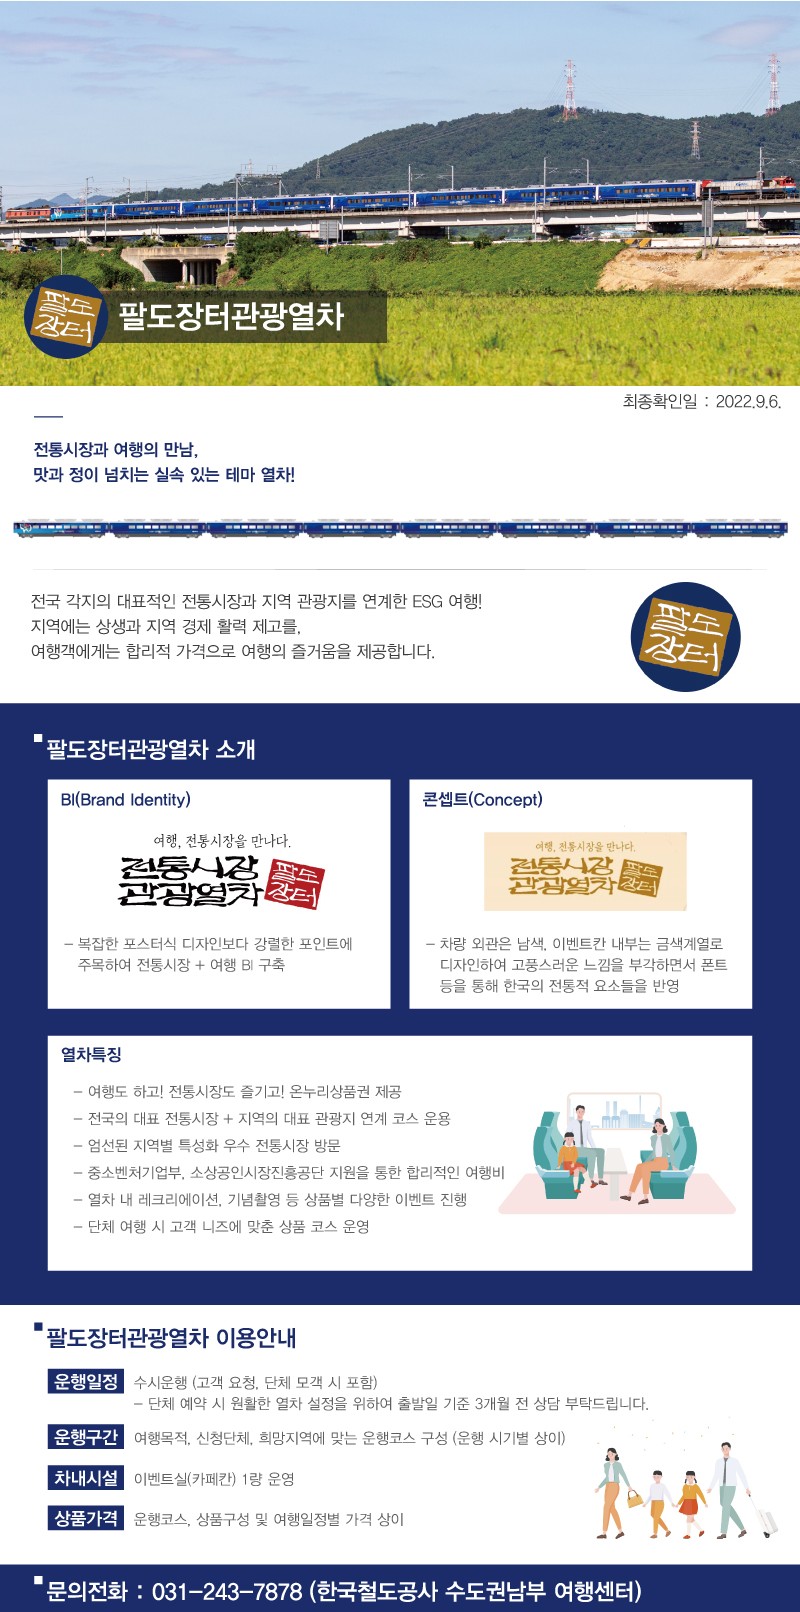 팔도
장터
팔도장터관광열차
최종확인일 : 2022.9.6.
전통시장과 여행의 만남,
맛과 정이 넘치는 실속 있는 테마 열차!
전국 각지의 대표적인 전통시장과 지역 관광지를 연계한 ESG 여행!
지역에는 상생과 지역 경제 활력 제고를,
여행객에게는 합리적 가격으로 여행의 즐거움을 제공합니다.
팔도
장터
팔도장터관광열차 소개
BI(Brand Identity)
여행, 전통시장을 만나다.
전통시장
관광열차
팔도
장터
– 복잡한 포스터식 디자인보다 강렬한 포인트에
주목하여 전통시장 + 여행 BI 구축
콘셉트(Concept)
여행, 전통시장을 만나다.
전통시장
관광열차
팔도
장터
– 차량 외관은 남색, 이벤트칸 내부는 금색계열로
디자인하여 고풍스러운 느낌을 부각하면서 폰트
등을 통해 한국의 전통적 요소들을 반영
열차특징
– 여행도 하고! 전통시장도 즐기고! 온누리상품권 제공
– 전국의 대표 전통시장 + 지역의 대표 관광지 연계 코스 운용
– 엄선된 지역별 특성화 우수 전통시장 방문
– 중소벤처기업부, 소상공인시장진흥공단 지원을 통한 합리적인 여행비
– 열차 내 레크리에이션, 기념촬영 등 상품별 다양한 이벤트 진행
– 단체 여행 시 고객 니즈에 맞춘 상품 코스 운영
팔도장터관광열차 이용안내
운행일정 수시운행 (고객 요청, 단체 모객 시 포함)
– 단체 예약 시 원활한 열차 설정을 위하여 출발일 기준 3개월 전 상담 부탁드립니다.
운행구간 여행목적, 신청단체, 희망지역에 맞는 운행코스 구성 (운행 시기별 상이)
차내시설 이벤트실(카페칸) 1량 운영
상품가격 운행코스, 상품구성 및 여행일정별 가격 상이
문의전화 : 031-243-7878 (한국철도공사 수도권남부 여행센터)